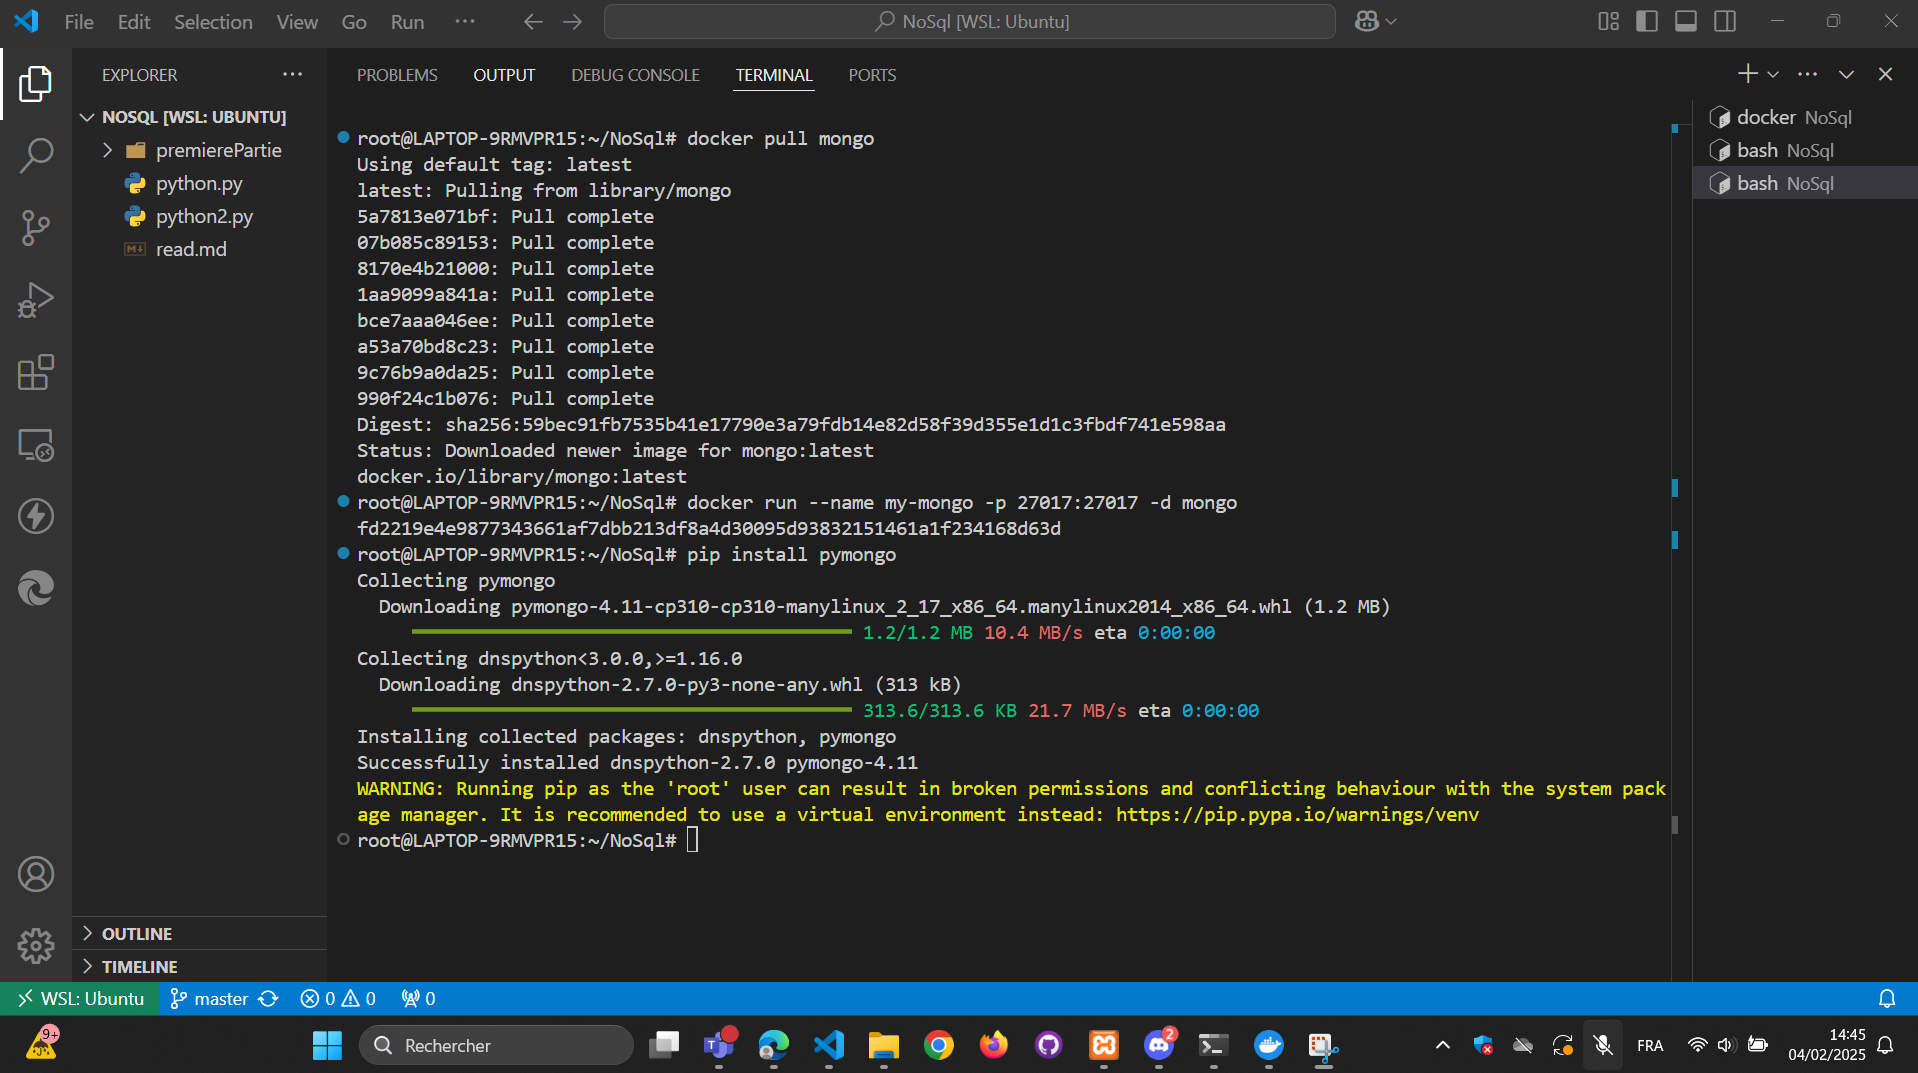 File Edit Selection View Go Run ···
NoSql [WSL: Ubuntu]
EXPLORER
PROBLEMS OUTPUT DEBUG CONSOLE TERMINAL PORTS
NOSQL [WSL: UBUNTU]
premierePartie
python.py
python2.py
read.md
root@LAPTOP-9RMVPR15:~/NoSql# docker pull mongo
Using default tag: latest
latest: Pulling from library/mongo
5a7813e071bf: Pull complete
07b085c89153: Pull complete
8170e4b21000: Pull complete
1aa9099a841a: Pull complete
bce7aaa046ee: Pull complete
a53a70bd8c23: Pull complete
9c76b9a0da25: Pull complete
990f24c1b076: Pull complete
Digest: sha256:59bec91fb7535b41e17790e3a79fdb14e82d58f39d355e1d1c3fbdf741e598aa
Status: Downloaded newer image for mongo:latest
docker.io/library/mongo:latest
root@LAPTOP-9RMVPR15:~/NoSql# docker run --name my-mongo -p 27017:27017 -d mongo
fd2219e4e9877343661af7dbb213df8a4d30095d93832151461a1f234168d63d
root@LAPTOP-9RMVPR15:~/NoSql# pip install pymongo
Collecting pymongo
Downloading pymongo-4.11-cp310-cp310-manylinux_2_17_x86_64.manylinux2014_x86_64.whl (1.2 MB)
1.2/1.2 MB 10.4 MB/s eta 0:00:00
Collecting dnspython<3.0.0,>=1.16.0
Downloading dnspython-2.7.0-py3-none-any.whl (313 kB)
313.6/313.6 KB 21.7 MB/s eta 0:00:00
Installing collected packages: dnspython, pymongo
Successfully installed dnspython-2.7.0 pymongo-4.11
WARNING: Running pip as the 'root' user can result in broken permissions and conflicting behaviour with the system pack
age manager. It is recommended to use a virtual environment instead: https://pip.pypa.io/warnings/venv
root@LAPTOP-9RMVPR15:~/NoSql#
docker NoSql
bash NoSql
bash NoSql
OUTLINE
TIMELINE
WSL: Ubuntu master 0 0 0
9+
Rechercher
2
FRA
14:45
04/02/2025